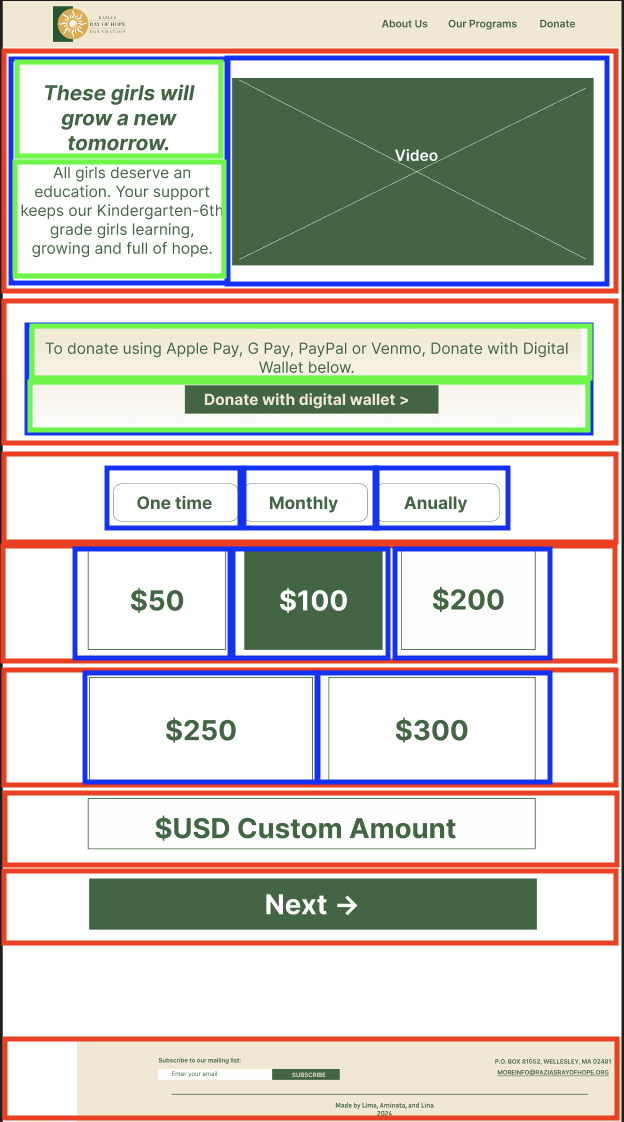 RAZIA'S
RAY OF HOPE
FOUNDATION
About Us Our Programs Donate
These girls will
grow a new
tomorrow.
All girls deserve an
education. Your support
keeps our Kindergarten-6th
grade girls learning,
growing and full of hope.
Video
To donate using Apple Pay, G Pay, PayPal or Venmo, Donate with Digital
Wallet below.
Donate with digital wallet >
One time Monthly Anually
$50 $100 $200
$250 $300
$USD Custom Amount
Next →
Subscribe to our mailing list:
Enter your email SUBSCRIBE
P.O. BOX 81052, WELLESLEY, MA 02481
MOREINFO@RAZIASRAYOFHOPE.ORG
Made by Lima, Aminata, and Lina
2024